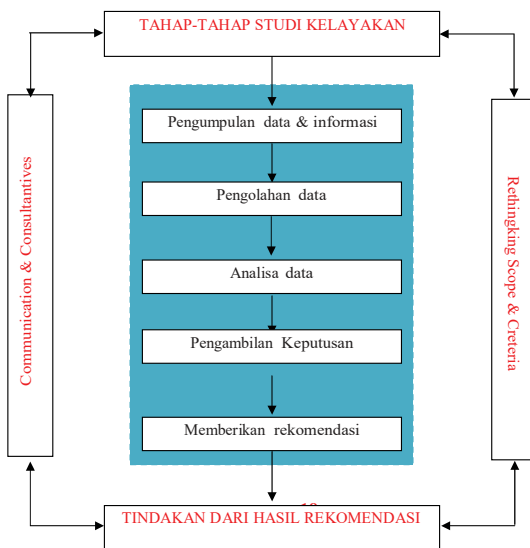 TAHAP-TAHAP STUDI KELAYAKAN
Communication & Consultantives
Pengumpulan data & informasi
Pengolahan data
Analisa data
Pengambilan Keputusan
Memberikan rekomendasi
Rethingking Scope & Creteria
TINDAKAN DARI HASIL REKOMENDASI